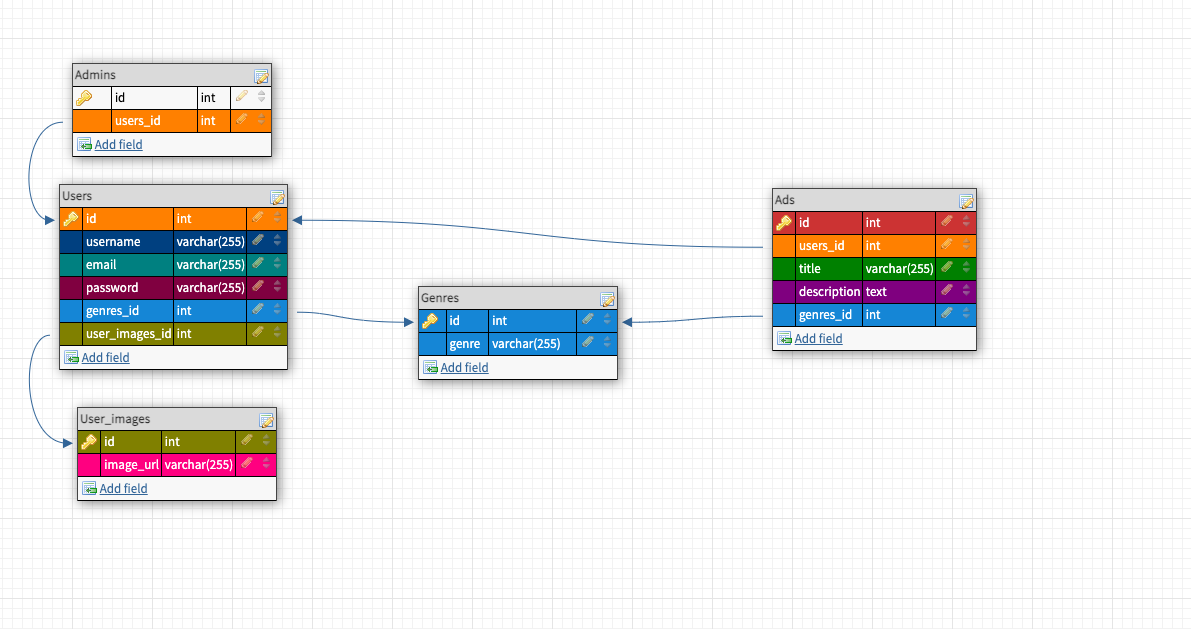 Admins
id int
users_id int
Add field
Users
id int
username varchar(255)
email varchar(255)
password varchar(255)
genres_id int
user_images_id int
Add field
User_images
id int
image_url varchar(255)
Add field
Genres
id int
genre varchar(255)
Add field
Ads
id int
users_id int
title varchar(255)
description text
genres_id int
Add field